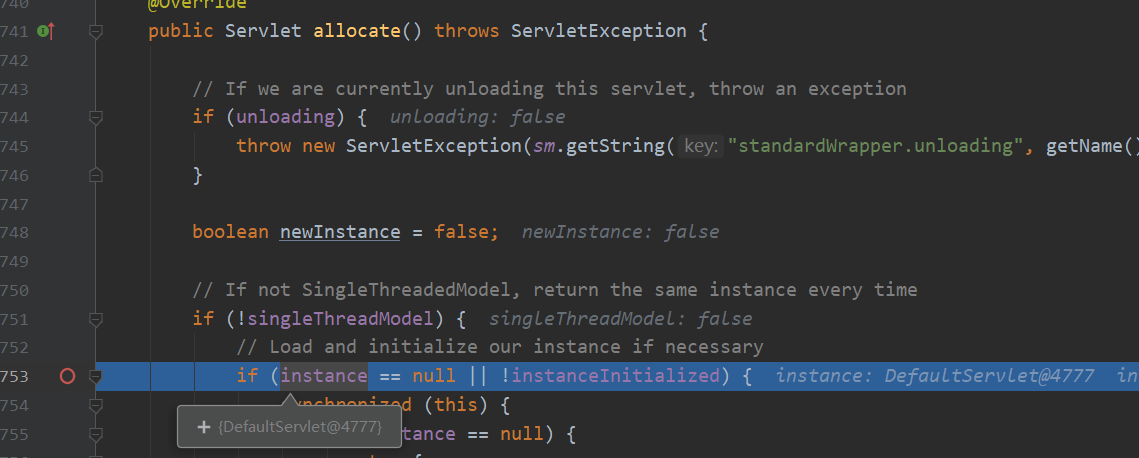 740 @Override
741 public Servlet allocate() throws ServletException {
742
743 // If we are currently unloading this servlet, throw an exception
744 if (unloading) { unloading: false
745 throw new ServletException(sm.getString( key: "standardWrapper.unloading", getName()
746 }
747
748 boolean newInstance = false; newInstance: false
749
750 // If not SingleThreadedModel, return the same instance every time
751 if (!singleThreadModel) { singleThreadModel: false
752 // Load and initialize our instance if necessary
753 if (instance == null || !instanceInitialized) { instance: DefaultServlet@4777 in
754 nchronized (this) {
+ {DefaultServlet@4777}
755 tance == null) {